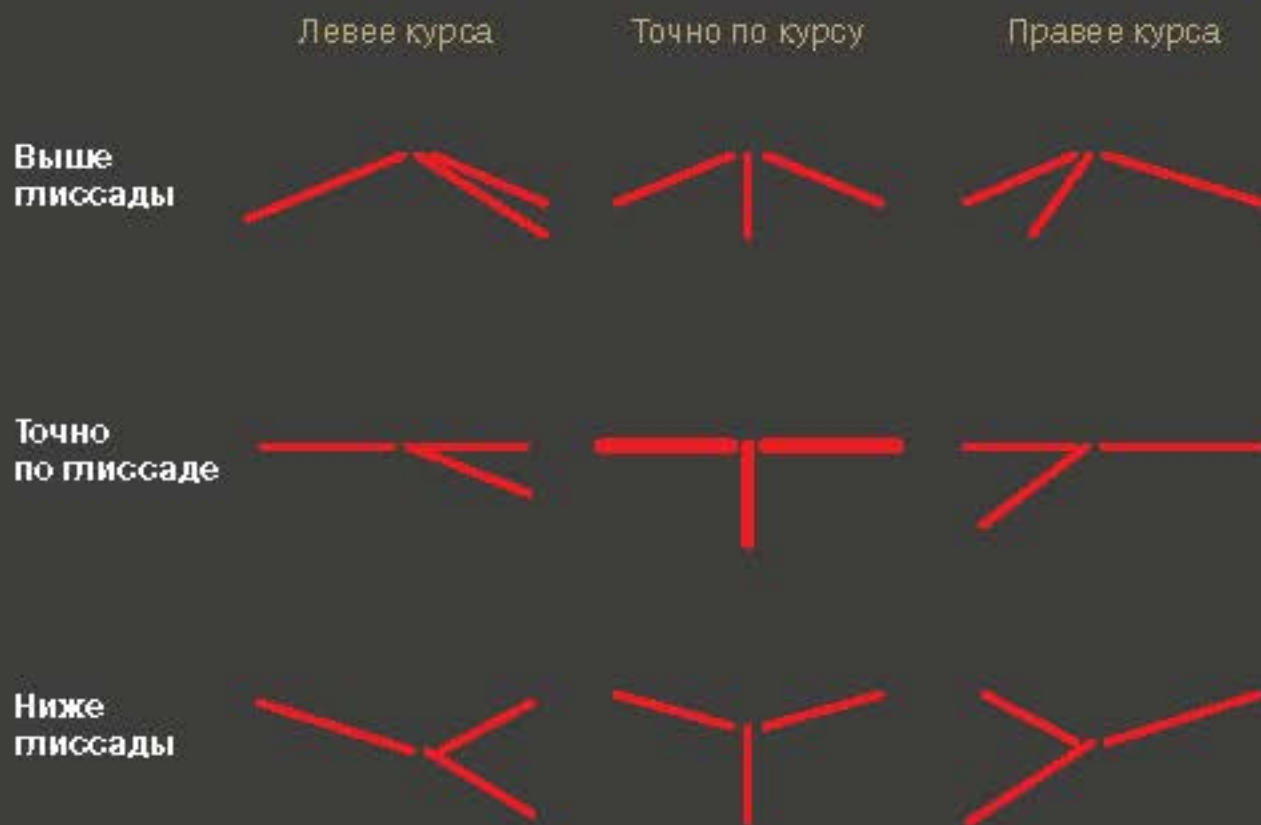 Левее курса
Точно по курсу
Правее курса
Выше
глиссады
Точно
по глиссаде
Ниже
глиссады